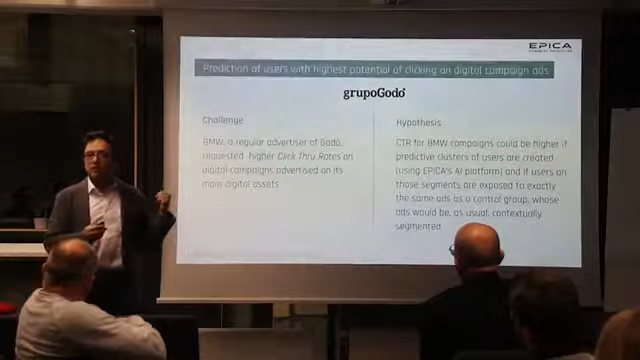 EPICA
Prediction of users with highest potential of clicking on digital campaign ads
grupoGodó
Challenge
BMW, a regular advertiser of Godó,
requested higher Click Thru Rates on
digital campaigns advertised on its
main digital assets
Hypothesis
CTR for BMW campaigns could be higher if
predictive clusters of users are created
(using EPICA's AI platform) and if users on
those segments are exposed to exactly
the same ads as a control group, whose
ads would be, as usual, contextually
segmented